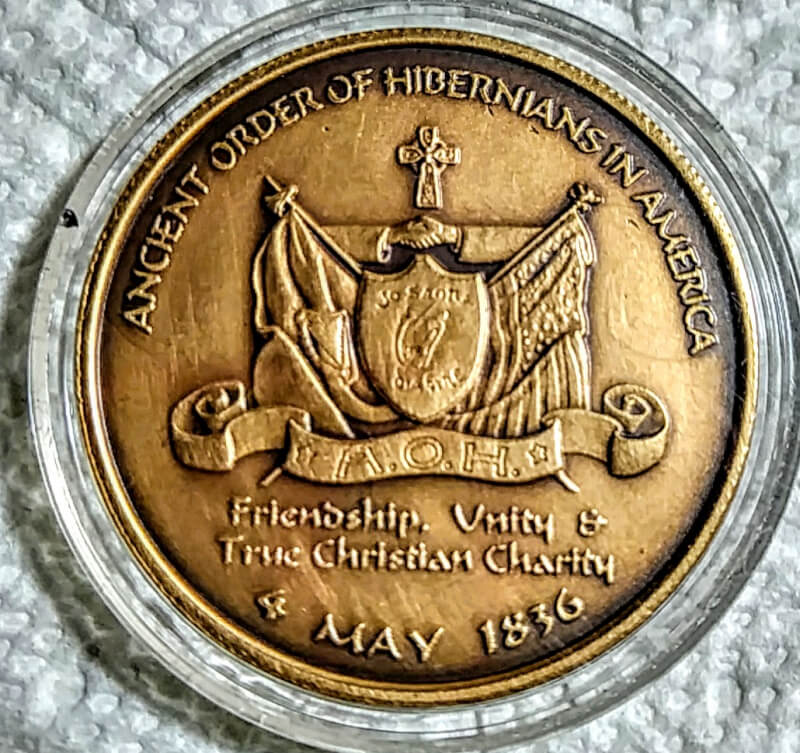 ANCIENT ORDER OF HIBERNIANS IN AMERICA
A.O.H.
Friendship, Unity &
True Christian Charity
4 MAY 1836